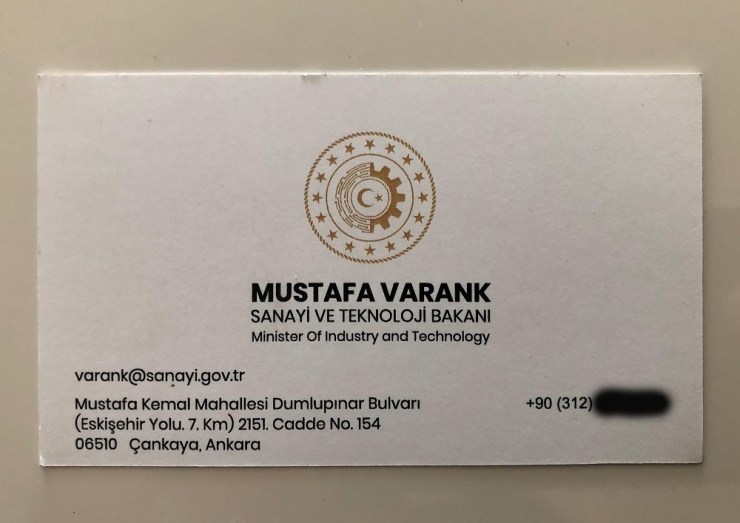 MUSTAFA VARANK
SANAYİ VE TEKNOLOJİ BAKANI
Minister Of Industry and Technology
varank@sanayi.gov.tr
Mustafa Kemal Mahallesi Dumlupınar Bulvarı
(Eskişehir Yolu. 7. Km) 2151. Cadde No. 154
06510 Çankaya, Ankara
+90 (312)